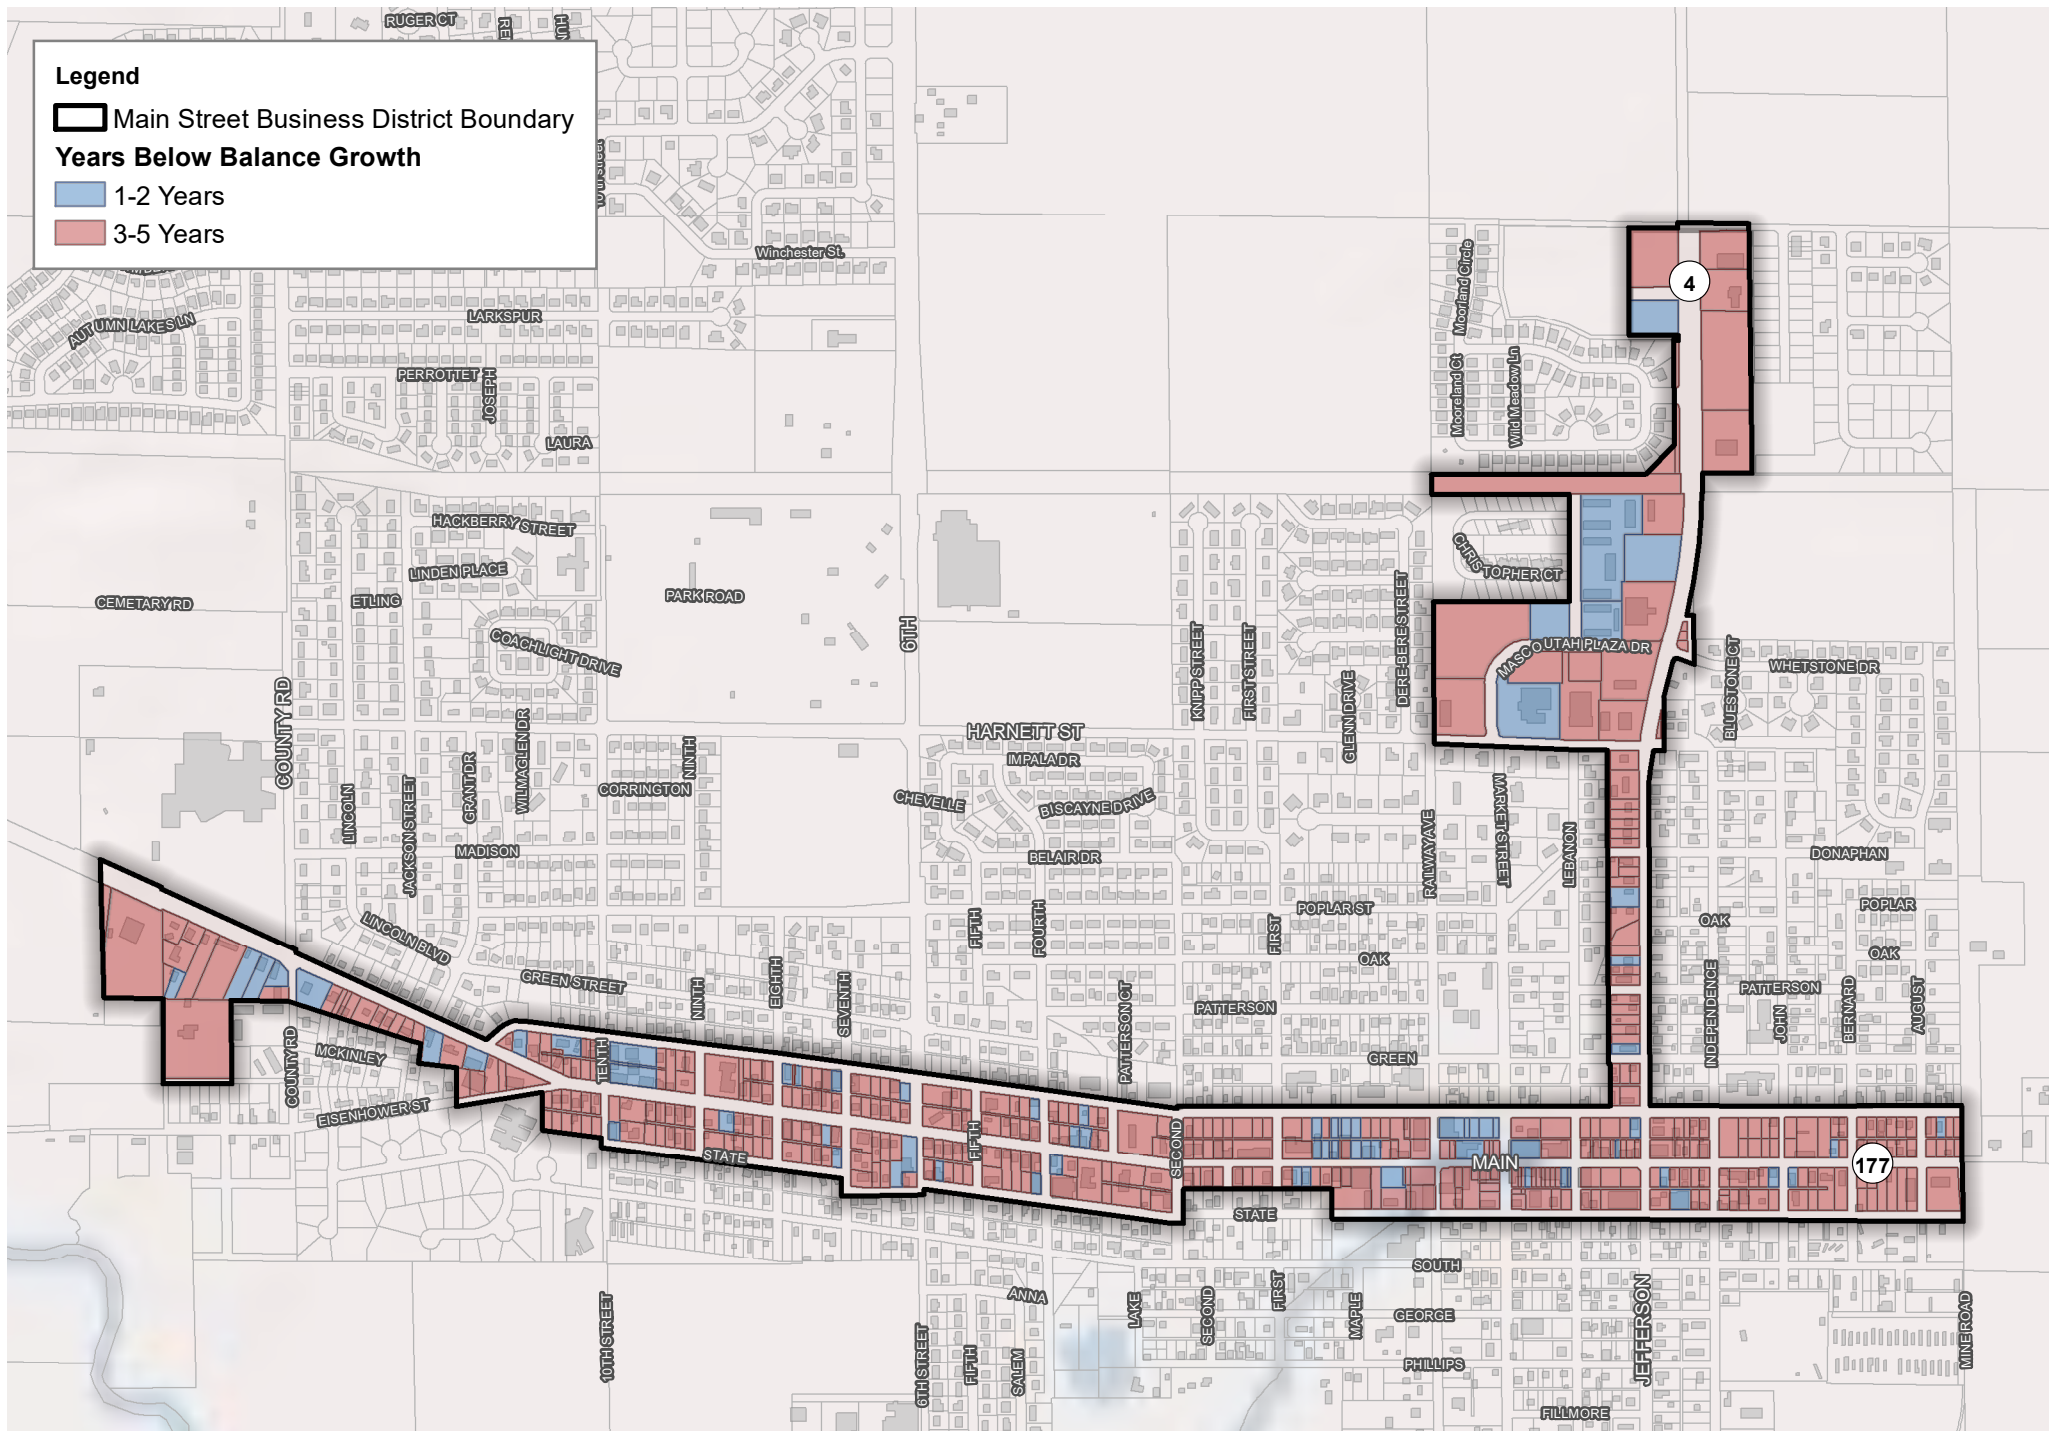 RUGER CT
Legend
Main Street Business District Boundary
Years Below Balance Growth
1-2 Years
3-5 Years
Winchester St.
LARKSPUR
AUTUMN LAKES LN
PERROTTET
JOSEPH
LAURA
Moorland Circle
Mooreland Ct
Wild Meadow Ln
4
HACKBERRY STREET
LINDEN PLACE
ETLING
CEMETARY RD
PARK ROAD
COACHLIGHT DRIVE
6TH
CHRISTOPHER CT
DERE-BERE STREET
KNIPP STREET
FIRST STREET
GLENN DRIVE
MASCOUTAH PLAZA DR
BLUESTONE CT
WHETSTONE DR
COUNTY RD
HARNETT ST
IMPALA DR
CHEVELLE
BISCAYNE DRIVE
BELAIR DR
WILMAGLEN DR
GRANT DR
NINTH
CORRINGTON
LINCOLN
JACKSON STREET
MADISON
RAILWAY AVE
MARKET STREET
LEBANON
DONAPHAN
POPLAR ST
POPLAR
OAK
OAK
OAK
FIRST
FIFTH
FOURTH
LINCOLN BLVD
GREEN STREET
NINTH
EIGHTH
SEVENTH
PATTERSON CT
PATTERSON
PATTERSON
INDEPENDENCE
JOHN
BERNARD
AUGUST
GREEN
COUNTY RD
MCKINLEY
EISENHOWER ST
TENTH
STATE
FIFTH
SECOND
MAIN
177
STATE
SOUTH
ANNA
LAKE
SECOND
FIRST
MAPLE
GEORGE
PHILLIPS
JEFFERSON
MINE ROAD
10TH STREET
6TH STREET
FIFTH
SALEM
FILLMORE